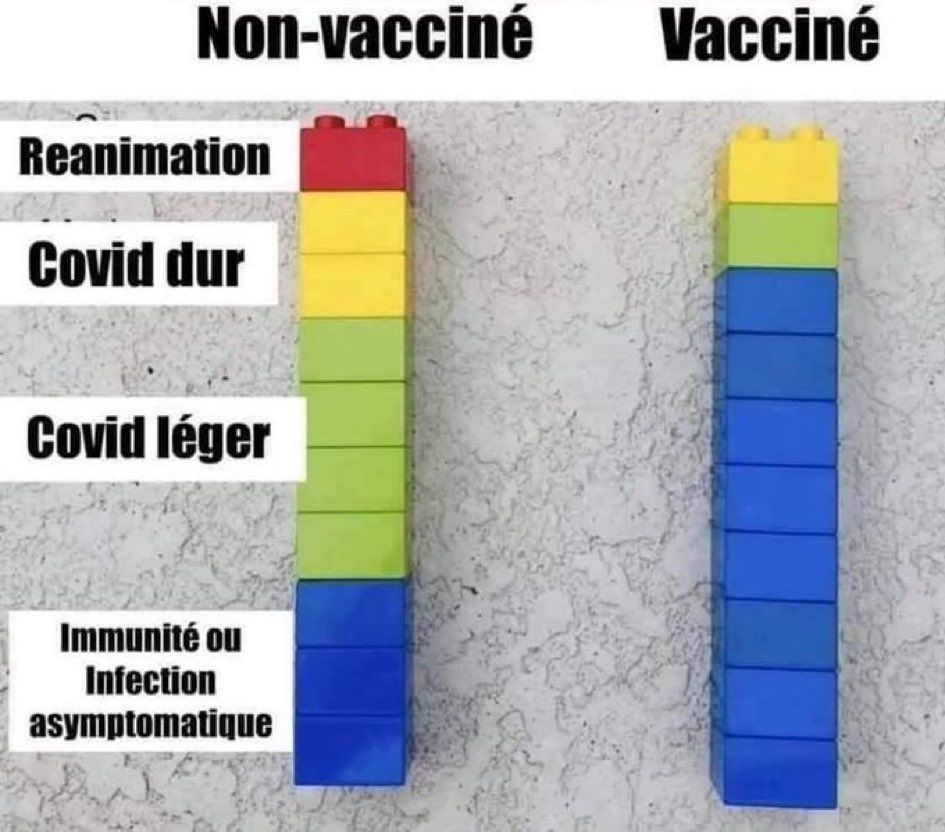 Non-vacciné
Vacciné
Reanimation
Covid dur
Covid léger
Immunité ou
Infection
asymptomatique